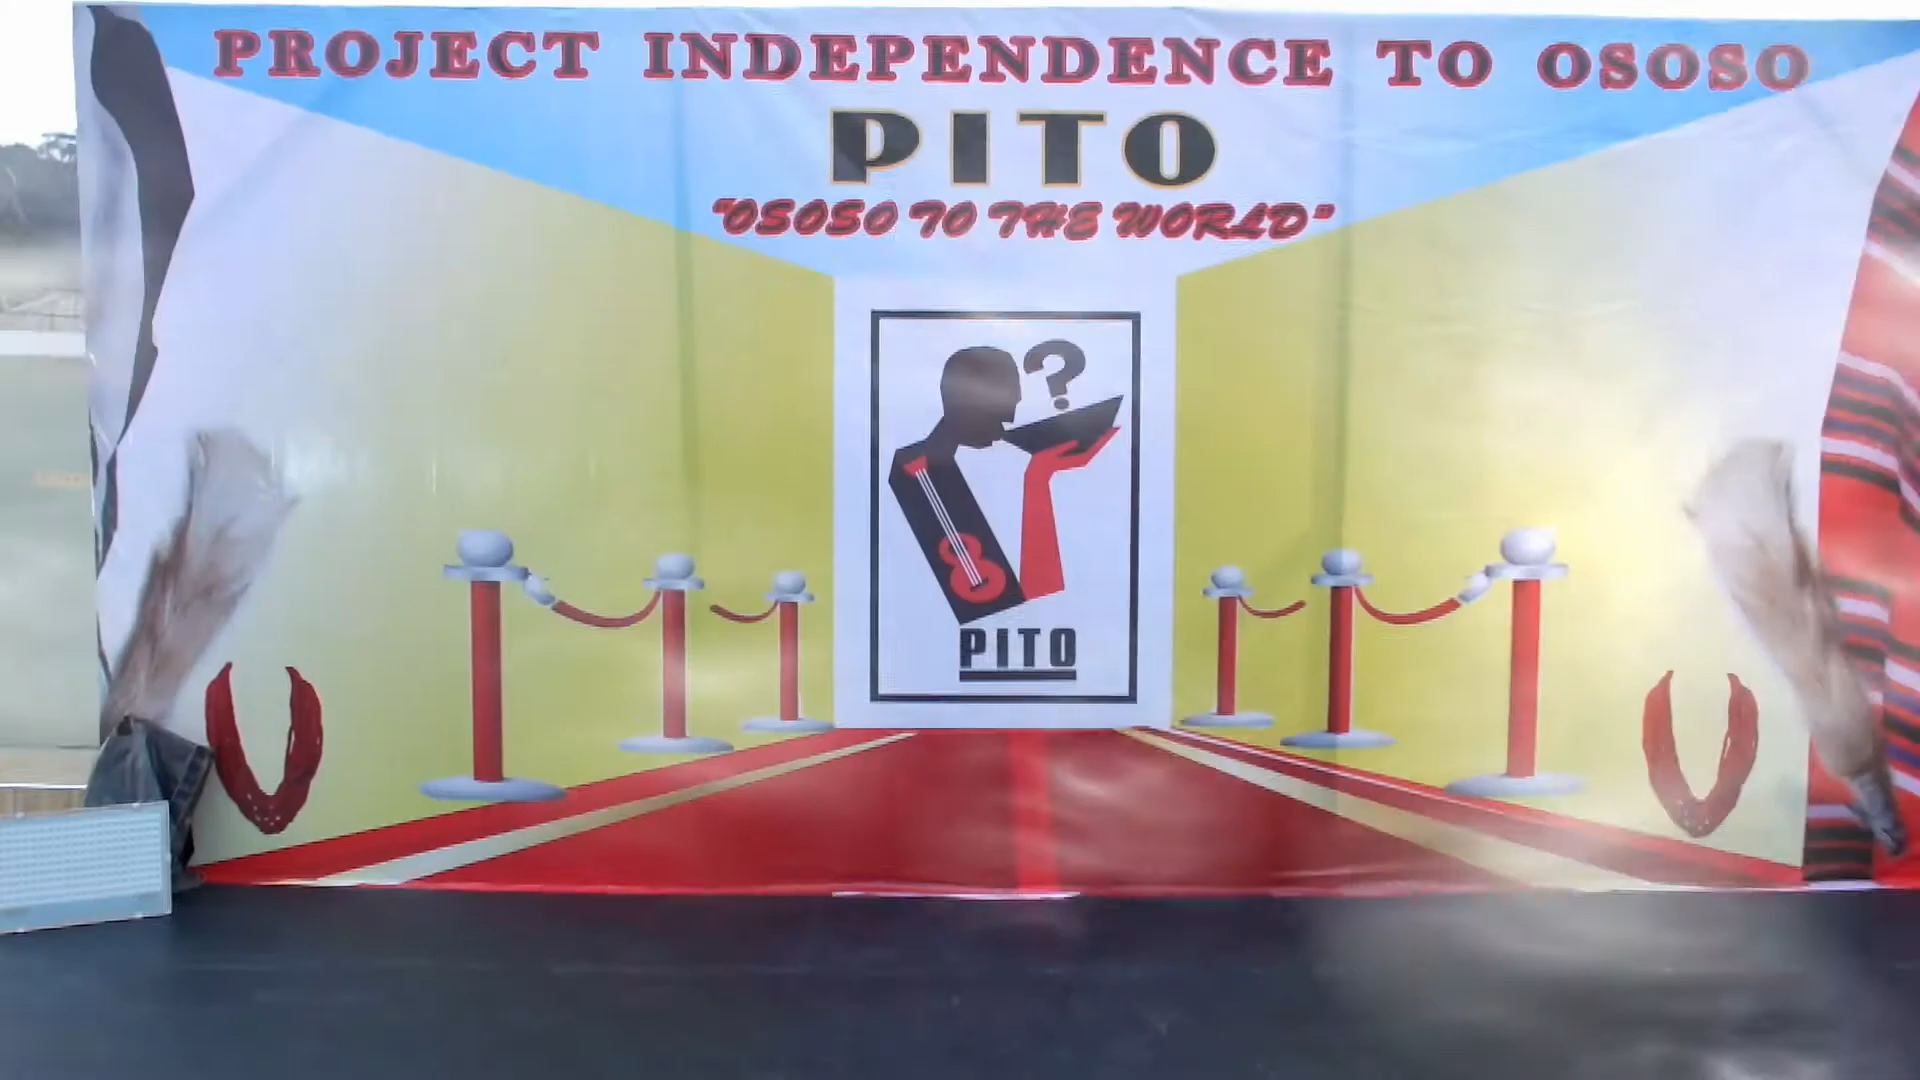 PROJECT INDEPENDENCE TO OSOSO
PITO
"OSOSO TO THE WORLD"
?
PITO